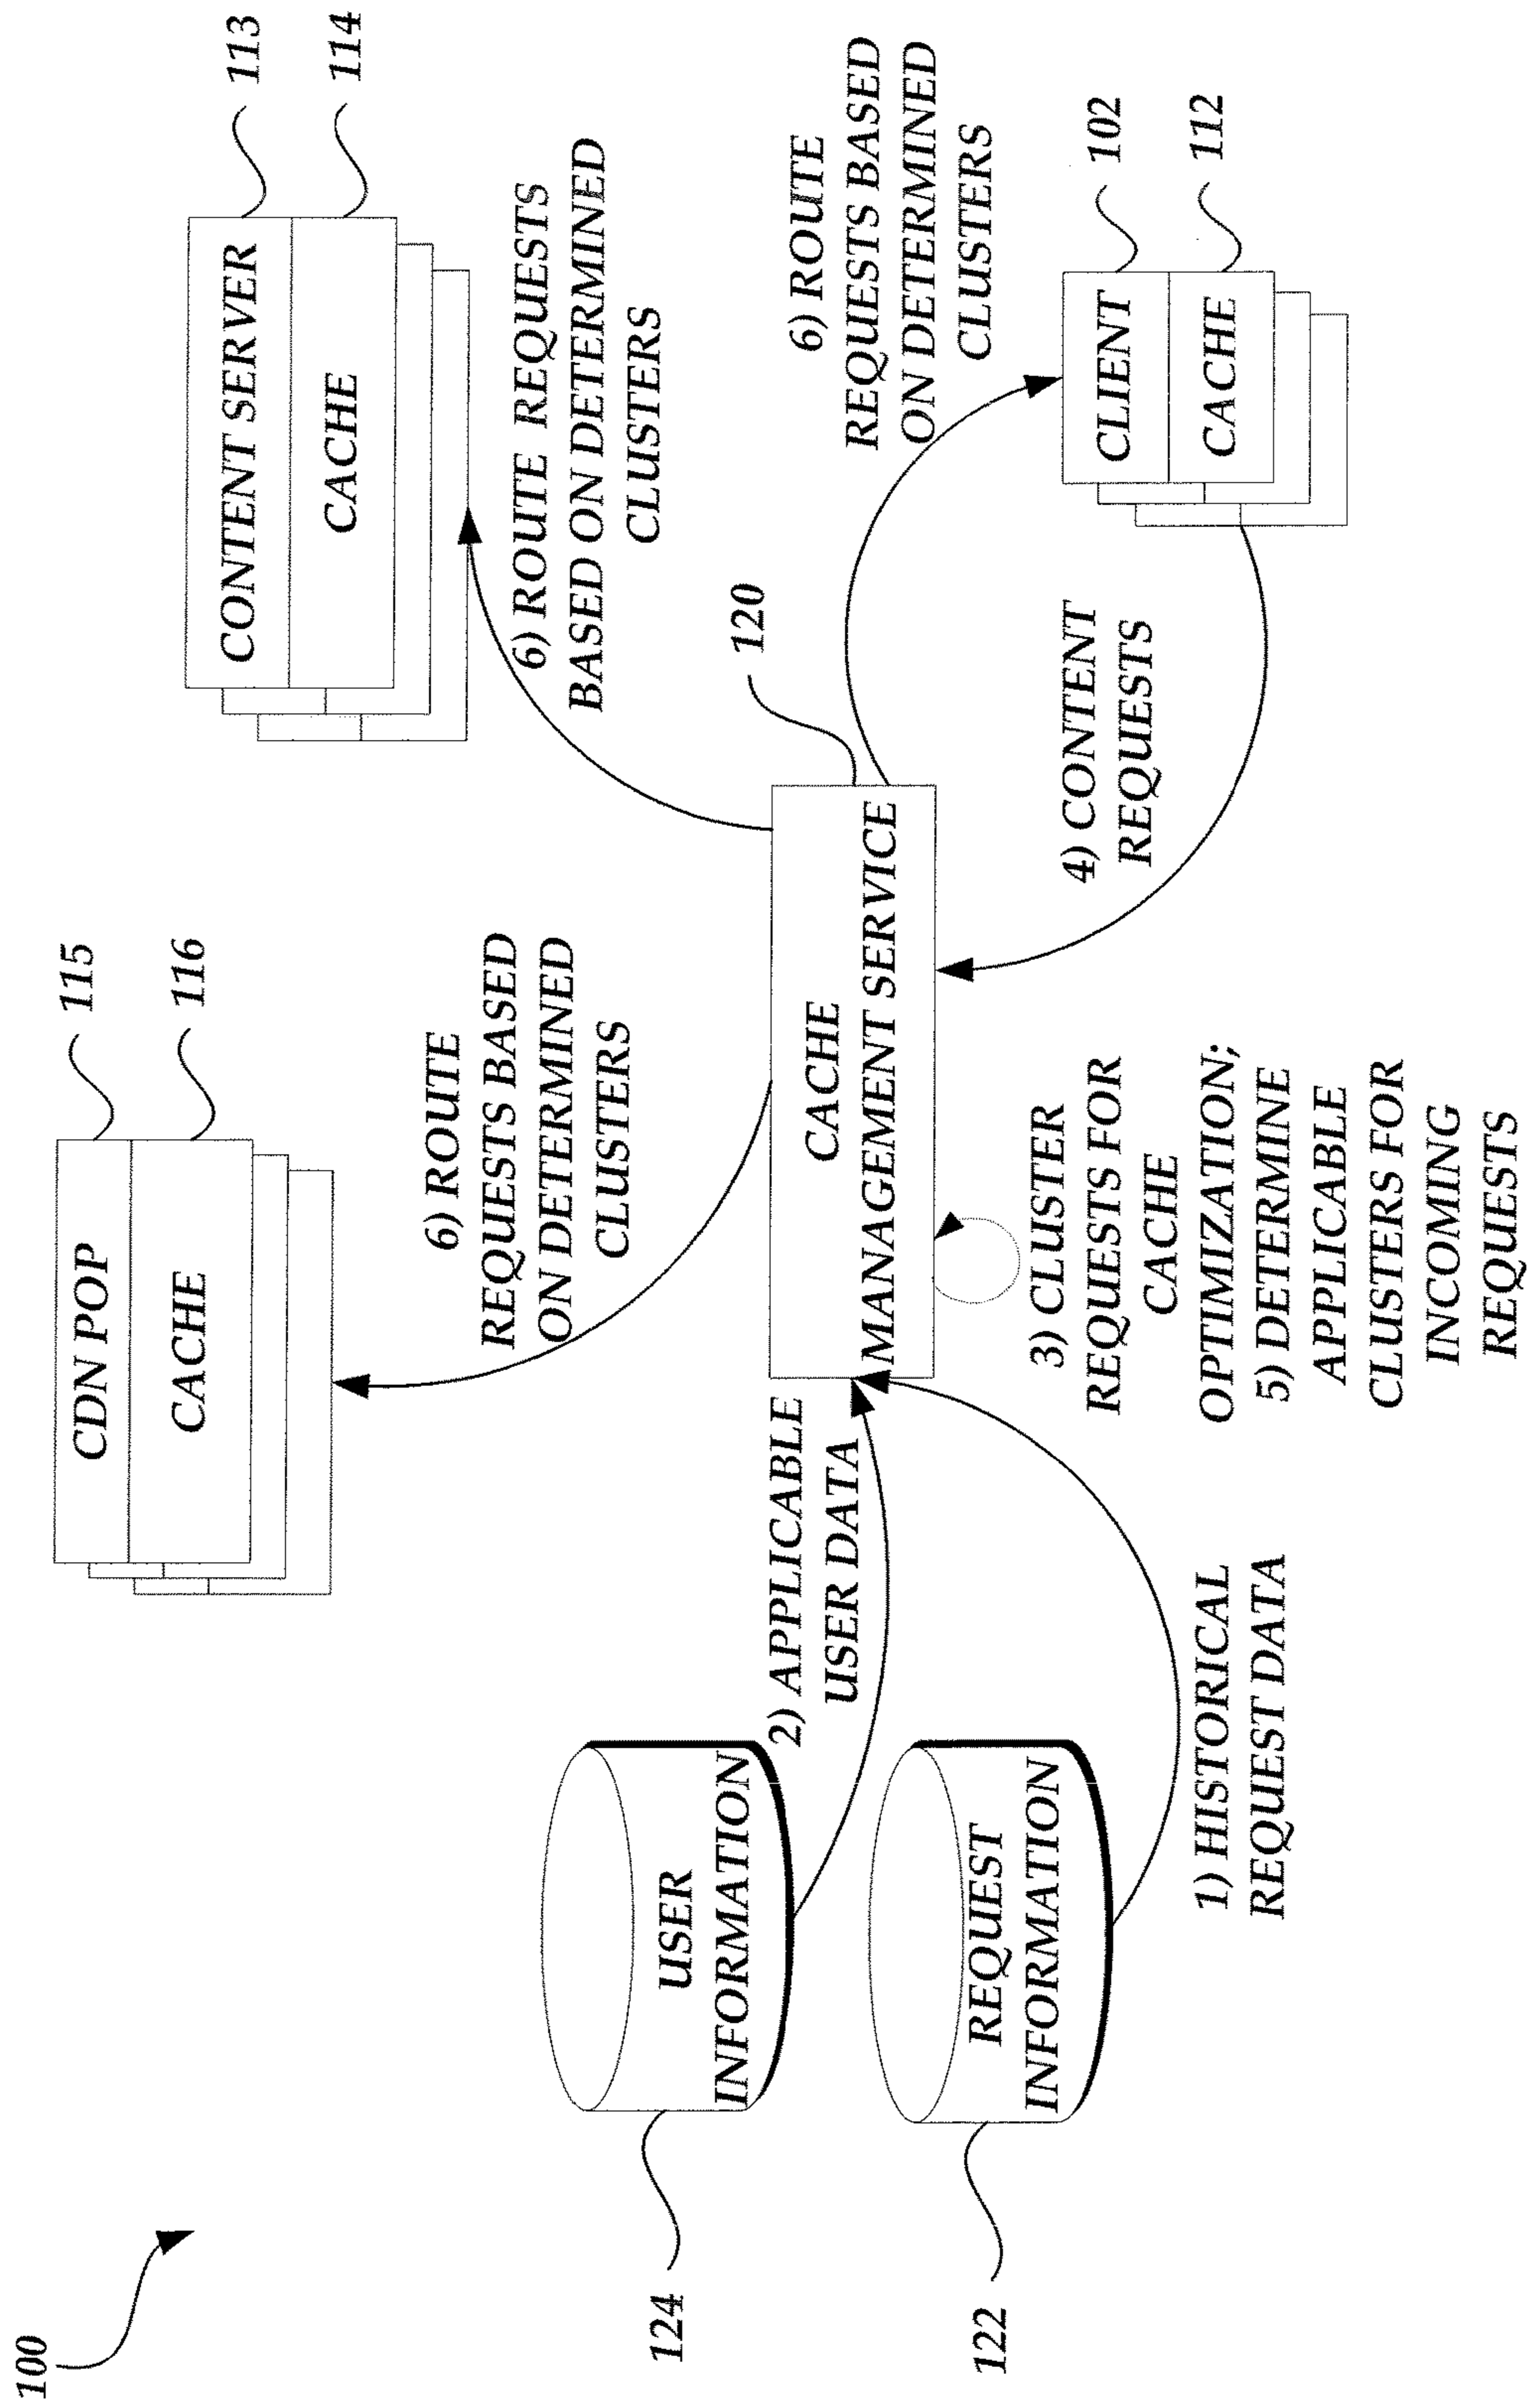 100
115
CDN POP
116
CACHE
113
CONTENT SERVER
114
CACHE
6) ROUTE
REQUESTS BASED
ON DETERMINED
CLUSTERS
6) ROUTE REQUESTS
BASED ON DETERMINED
CLUSTERS
124
USER
INFORMATION
2) APPLICABLE
USER DATA
120
CACHE
MANAGEMENT SERVICE
6) ROUTE
REQUESTS BASED
ON DETERMINED
CLUSTERS
122
REQUEST
INFORMATION
1) HISTORICAL
REQUEST DATA
3) CLUSTER
REQUESTS FOR
CACHE
OPTIMIZATION;
5) DETERMINE
APPLICABLE
CLUSTERS FOR
INCOMING
REQUESTS
4) CONTENT
REQUESTS
102
CLIENT
112
CACHE